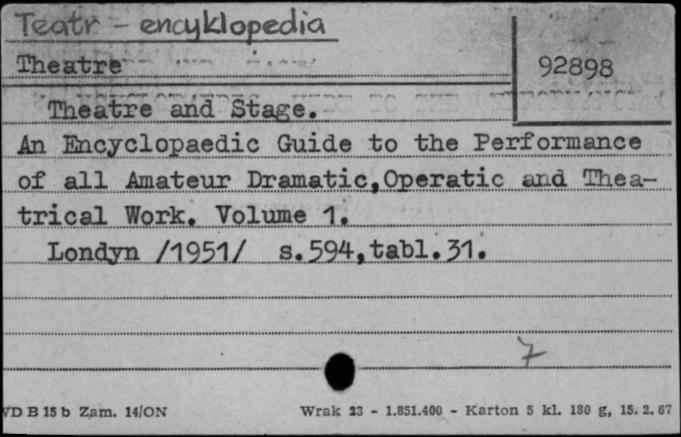 Teatr - encyklopedia
Theatre
92898
Theatre and Stage.
An Encyclopaedic Guide to the Performance
of all Amateur Dramatic,Operatic and Thea-
trical Work. Volume 1.
Londyn /1951/ s.594,tabl.31.
7
VD B 15 b Zam. 14/ON
Wrak 23 - 1.851.400 - Karton 5 kl. 180 g, 15. 2. 67